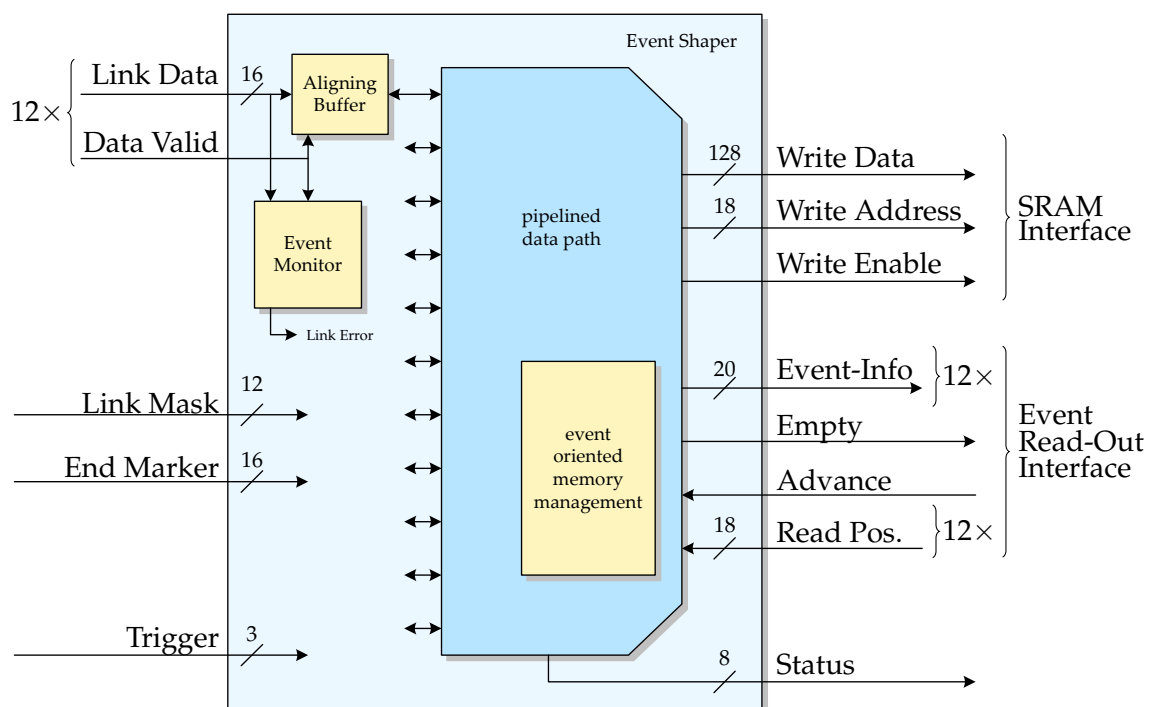 Event Shaper
12×
Link Data
16
Data Valid
Aligning
Buffer
Event
Monitor
Link Error
Link Mask
12
End Marker
16
Trigger
3
pipelined
data path
event
oriented
memory
management
128
Write Data
18
Write Address
Write Enable
SRAM
Interface
20
Event-Info
12×
Empty
Advance
18
Read Pos.
12×
Event
Read-Out
Interface
8
Status